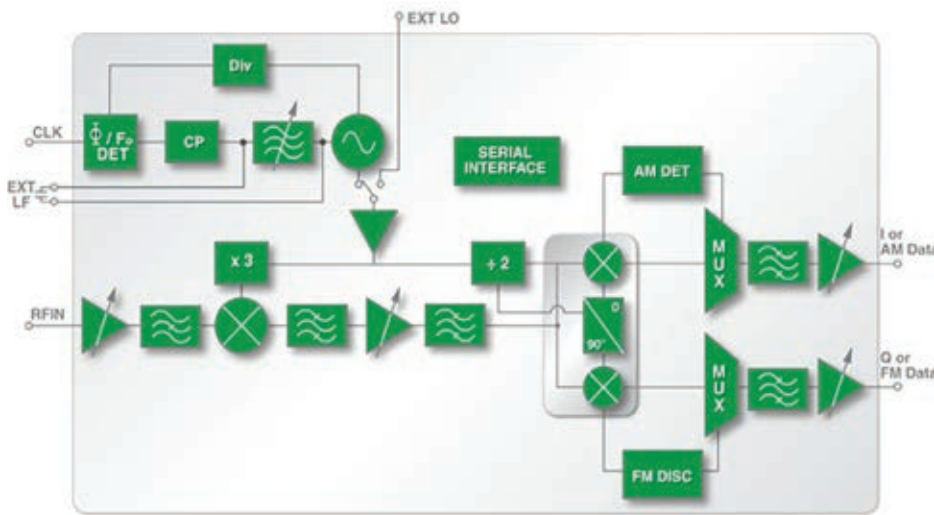 EXT LO
Div
CLK
Φ / F₀
DET
CP
EXT
LF
SERIAL
INTERFACE
AM DET
x 3
÷ 2
MUX
I or
AM Data
RFIN
0
90°
MUX
Q or
FM Data
FM DISC